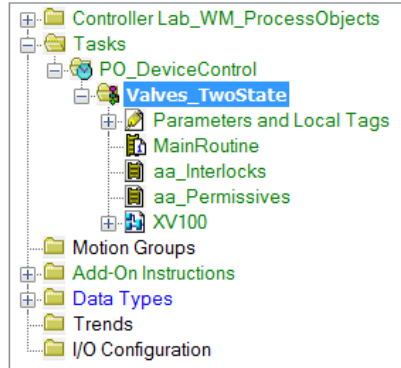 Controller Lab_WM_ProcessObjects
Tasks
PO_DeviceControl
Valves_TwoState
Parameters and Local Tags
MainRoutine
aa_Interlocks
aa_Permissives
XV100
Motion Groups
Add-On Instructions
Data Types
Trends
I/O Configuration